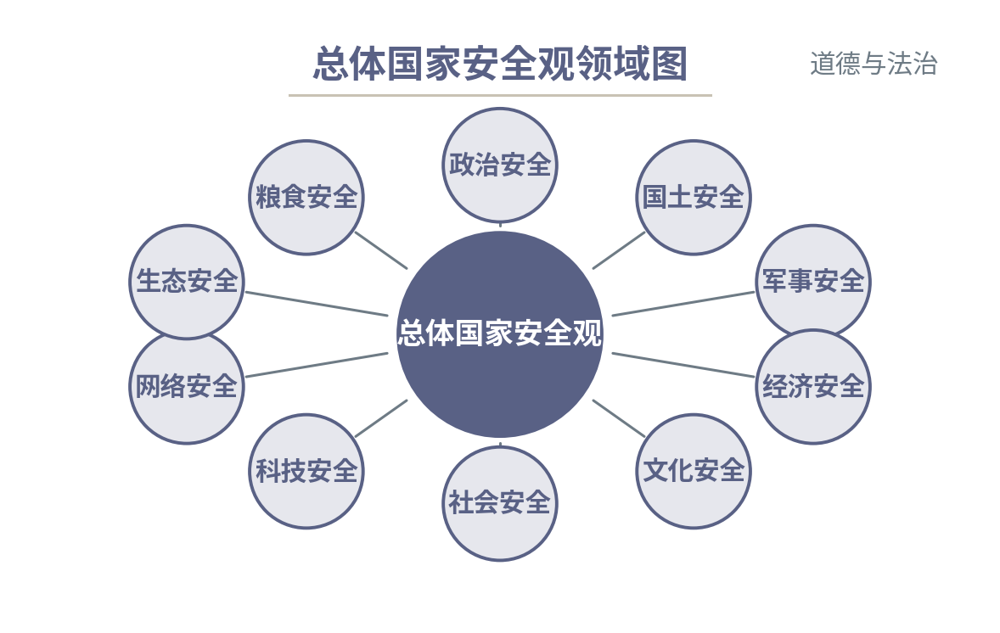 总体国家安全观领域图
道德与法治
政治安全
粮食安全
国土安全
生态安全
军事安全
总体国家安全观
网络安全
经济安全
科技安全
文化安全
社会安全